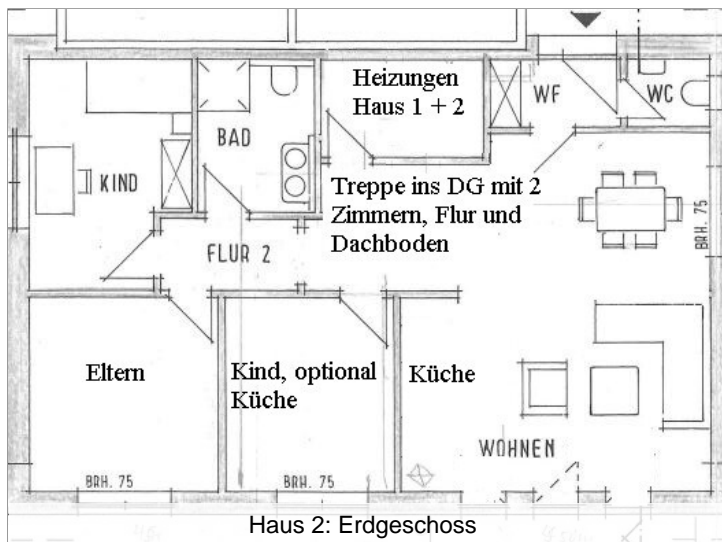 Heizungen
Haus 1 + 2
WF
WC
BAD
KIND
Treppe ins DG mit 2
Zimmern, Flur und
Dachboden
BRH. 75
FLUR 2
Eltern
Kind, optional
Küche
Küche
WOHNEN
BRH. 75
BRH. 75
Haus 2: Erdgeschoss